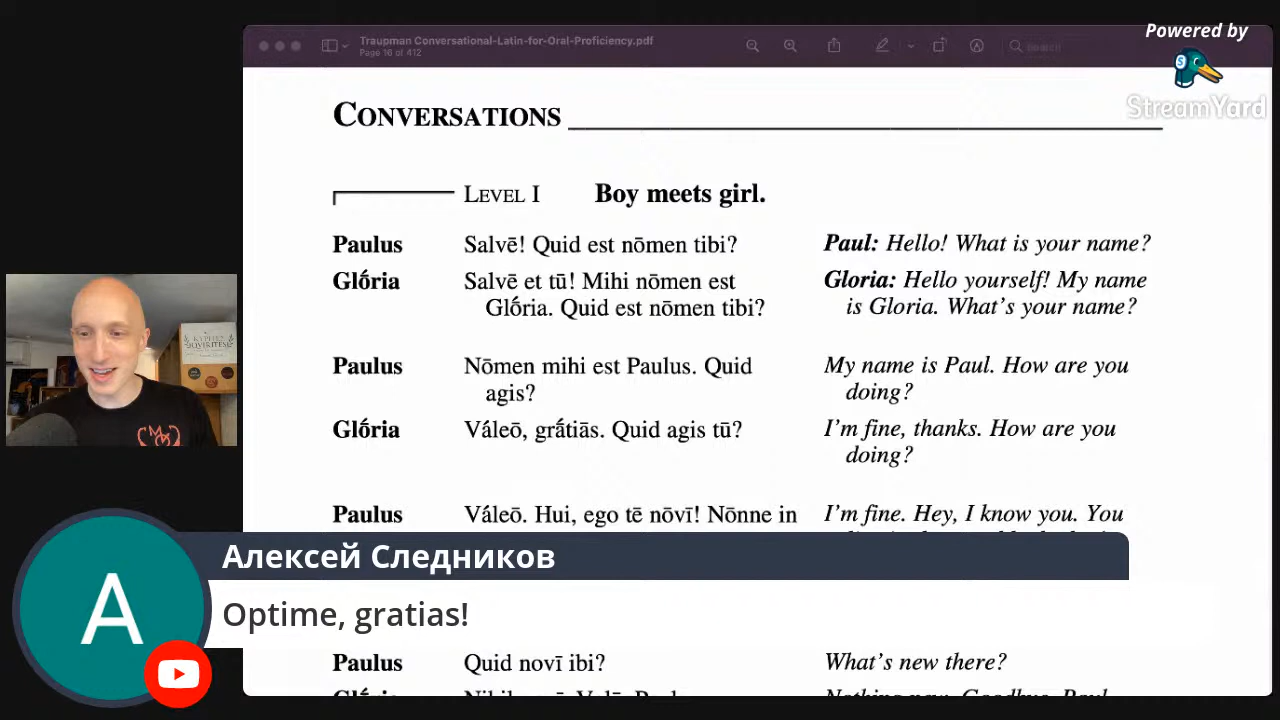 Powered by
StreamYard
Traupman Conversational-Latin-for-Oral-Proficiency.pdf
Page 16 of 412
Search
CONVERSATIONS
LEVEL I Boy meets girl.
Paulus Salvē! Quid est nōmen tibi? Paul: Hello! What is your name?
Glṓria Salvē et tū! Mihi nōmen est Gloria: Hello yourself! My name
Glṓria. Quid est nōmen tibi? is Gloria. What's your name?
Paulus Nōmen mihi est Paulus. Quid My name is Paul. How are you
agis? doing?
Glṓria Váleō, grā́tiās. Quid agis tū? I'm fine, thanks. How are you
doing?
Paulus Váleō. Hui, ego tē nōvī! Nōnne in I'm fine. Hey, I know you. You
Алексей Следников
A
Optime, gratias!
Paulus Quid novī ibi? What's new there?